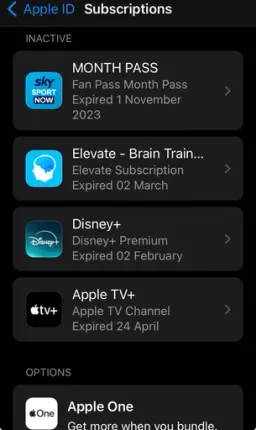 Apple ID Subscriptions
INACTIVE
MONTH PASS
sky
SPORT
NOW
Fan Pass Month Pass
Expired 1 November
2023
Elevate - Brain Train...
Elevate Subscription
Expired 02 March
Disney+
Disney+
Disney+ Premium
Expired 02 February
Apple TV+
tv+
Apple TV Channel
Expired 24 April
OPTIONS
Apple One
One
Get more when you bundle.